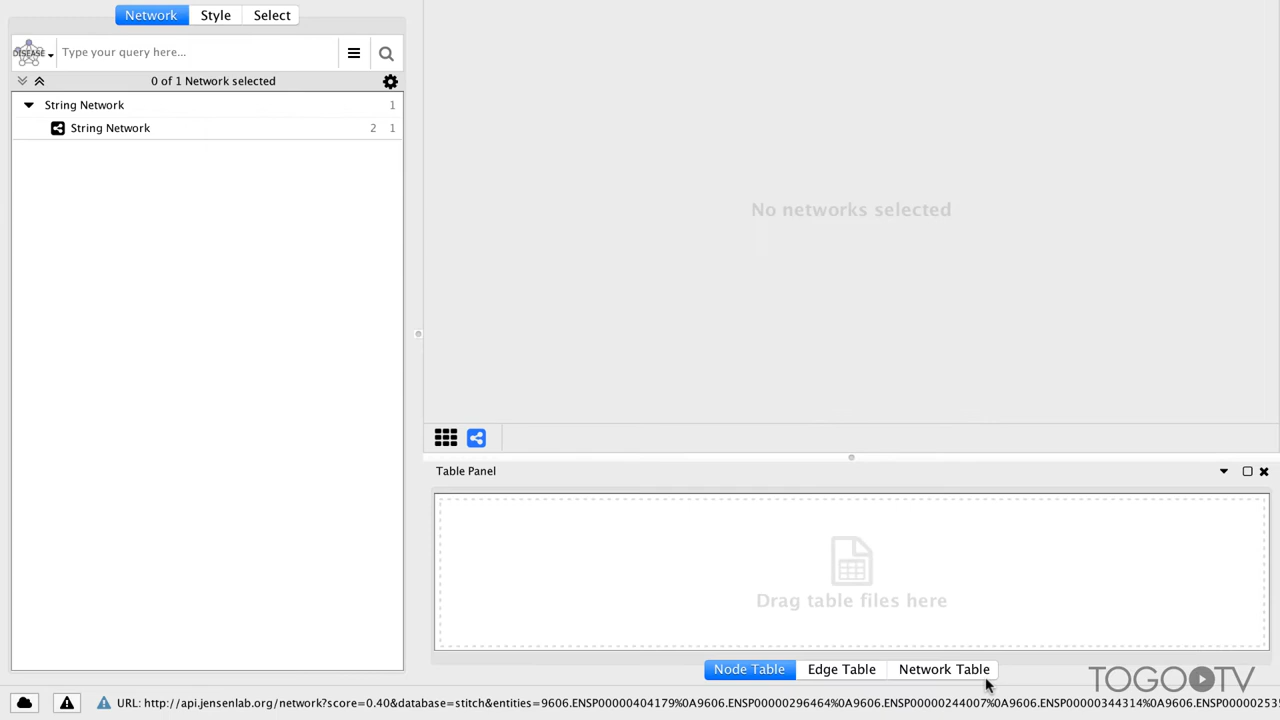 Network Style Select
DISEASE Type your query here...
0 of 1 Network selected
String Network 1
String Network 2 1
No networks selected
Table Panel
Drag table files here
Node Table Edge Table Network Table
TOGOTV
URL: http://api.jensenlab.org/network?score=0.40&database=stitch&entities=9606.ENSP00000404179%0A9606.ENSP00000296464%0A9606.ENSP00000244007%0A9606.ENSP00000344314%0A9606.ENSP0000025